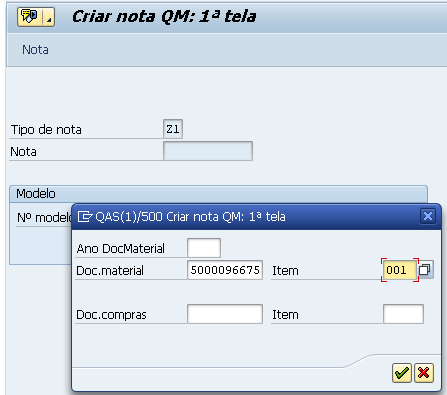 Criar nota QM: 1ª tela
Nota
Tipo de nota Z1
Nota
Modelo
Nº modelo
QAS(1)/500 Criar nota QM: 1ª tela
Ano DocMaterial
Doc.material 5000096675 Item 001
Doc.compras Item